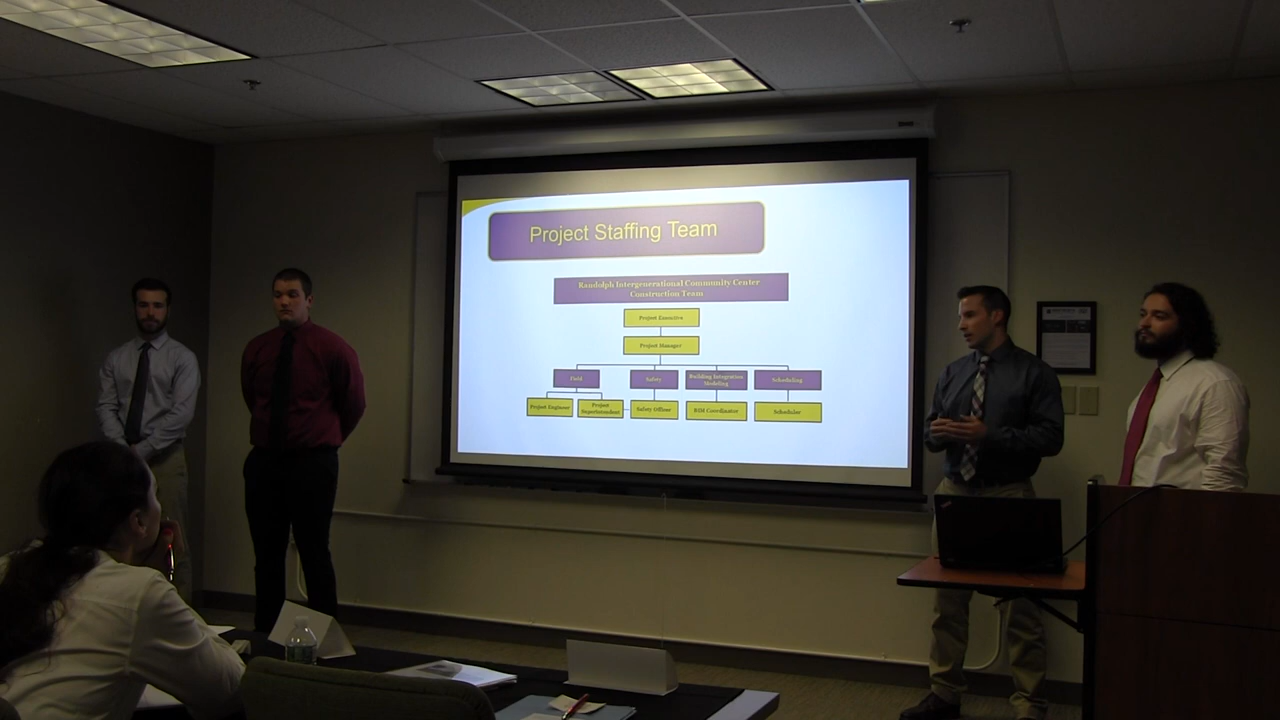 Project Staffing Team
Randolph Intergenerational Community Center
Construction Team
Project Executive
Project Manager
Field
Safety
Building Integration
Modeling
Scheduling
Project Engineer
Project
Superintendent
Safety Officer
BIM Coordinator
Scheduler